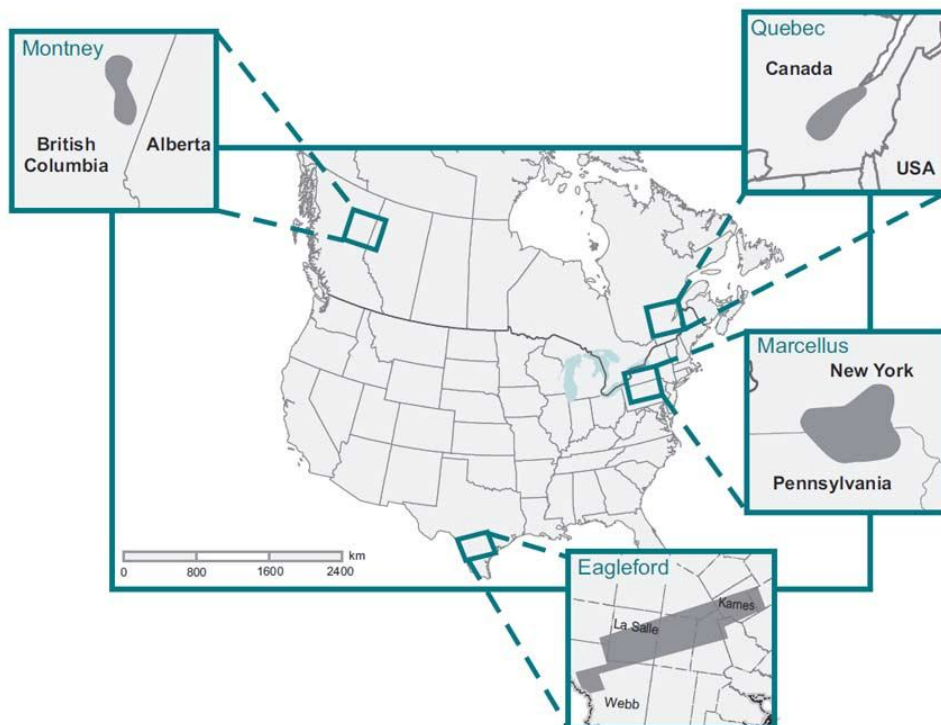 Montney
British
Columbia
Alberta
Quebec
Canada
USA
Marcellus
New York
Pennsylvania
km
0 800 1600 2400
Eagleford
Karnes
La Salle
Webb